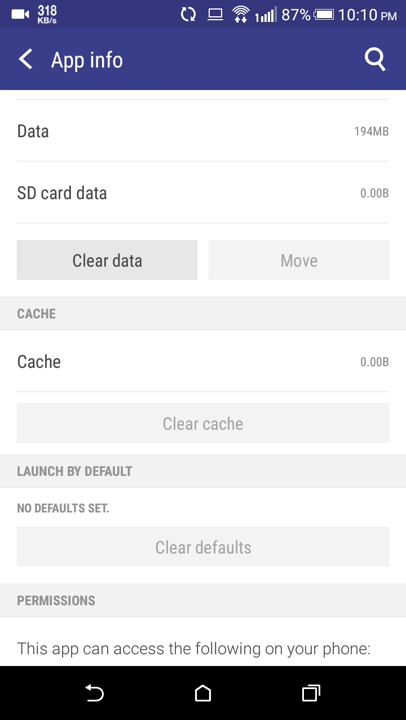 318 KB/s 87% 10:10 PM
App info
Data 194MB
SD card data 0.00B
Clear data Move
CACHE
Cache 0.00B
Clear cache
LAUNCH BY DEFAULT
NO DEFAULTS SET.
Clear defaults
PERMISSIONS
This app can access the following on your phone: